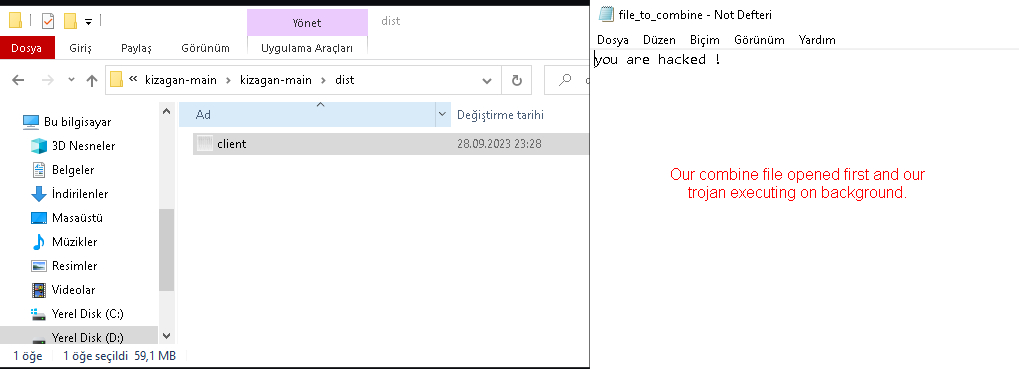 Yönet
dist
Dosya
Giriş
Paylaş
Görünüm
Uygulama Araçları
« kizagan-main › kizagan-main › dist
Ad
Değiştirme tarihi
client
28.09.2023 23:28
Bu bilgisayar
3D Nesneler
Belgeler
İndirilenler
Masaüstü
Müzikler
Resimler
Videolar
Yerel Disk (C:)
Yerel Disk (D:)
1 öğe
1 öğe seçildi 59,1 MB
file_to_combine - Not Defteri
Dosya Düzen Biçim Görünüm Yardım
you are hacked !
Our combine file opened first and our
trojan executing on background.